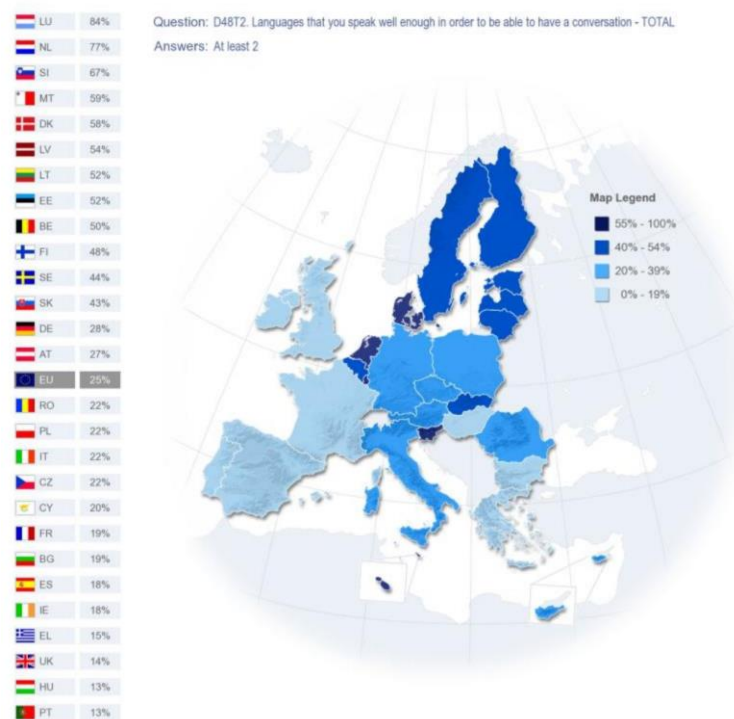 LU 84%
NL 77%
SI 67%
MT 59%
DK 58%
LV 54%
LT 52%
EE 52%
BE 50%
FI 48%
SE 44%
SK 43%
DE 28%
AT 27%
EU 25%
RO 22%
PL 22%
IT 22%
CZ 22%
CY 20%
FR 19%
BG 19%
ES 18%
IE 18%
EL 15%
UK 14%
HU 13%
PT 13%
Question: D48T2. Languages that you speak well enough in order to be able to have a conversation - TOTAL
Answers: At least 2
Map Legend
55% - 100%
40% - 54%
20% - 39%
0% - 19%